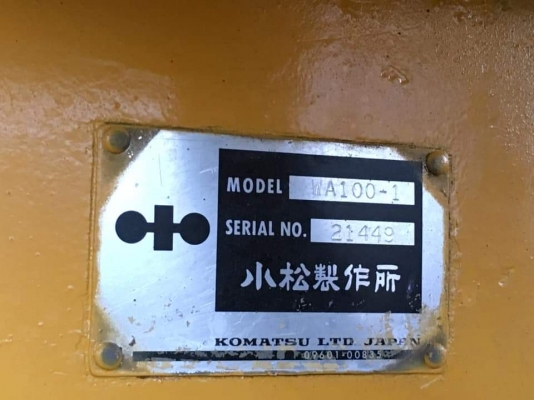 MODEL WA100-1
SERIAL NO. 21449
小松製作所
KOMATSU LTD JAPAN